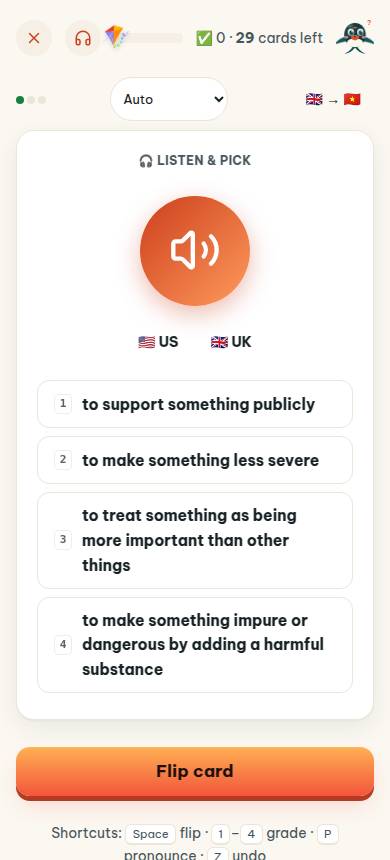 0 · 29 cards left
?
Auto
→
LISTEN & PICK
US UK
1 to support something publicly
2 to make something less severe
to treat something as being
3 more important than other
things
to make something impure or
4 dangerous by adding a harmful
substance
Flip card
Shortcuts: Space flip · 1 – 4 grade · P
pronounce · Z undo